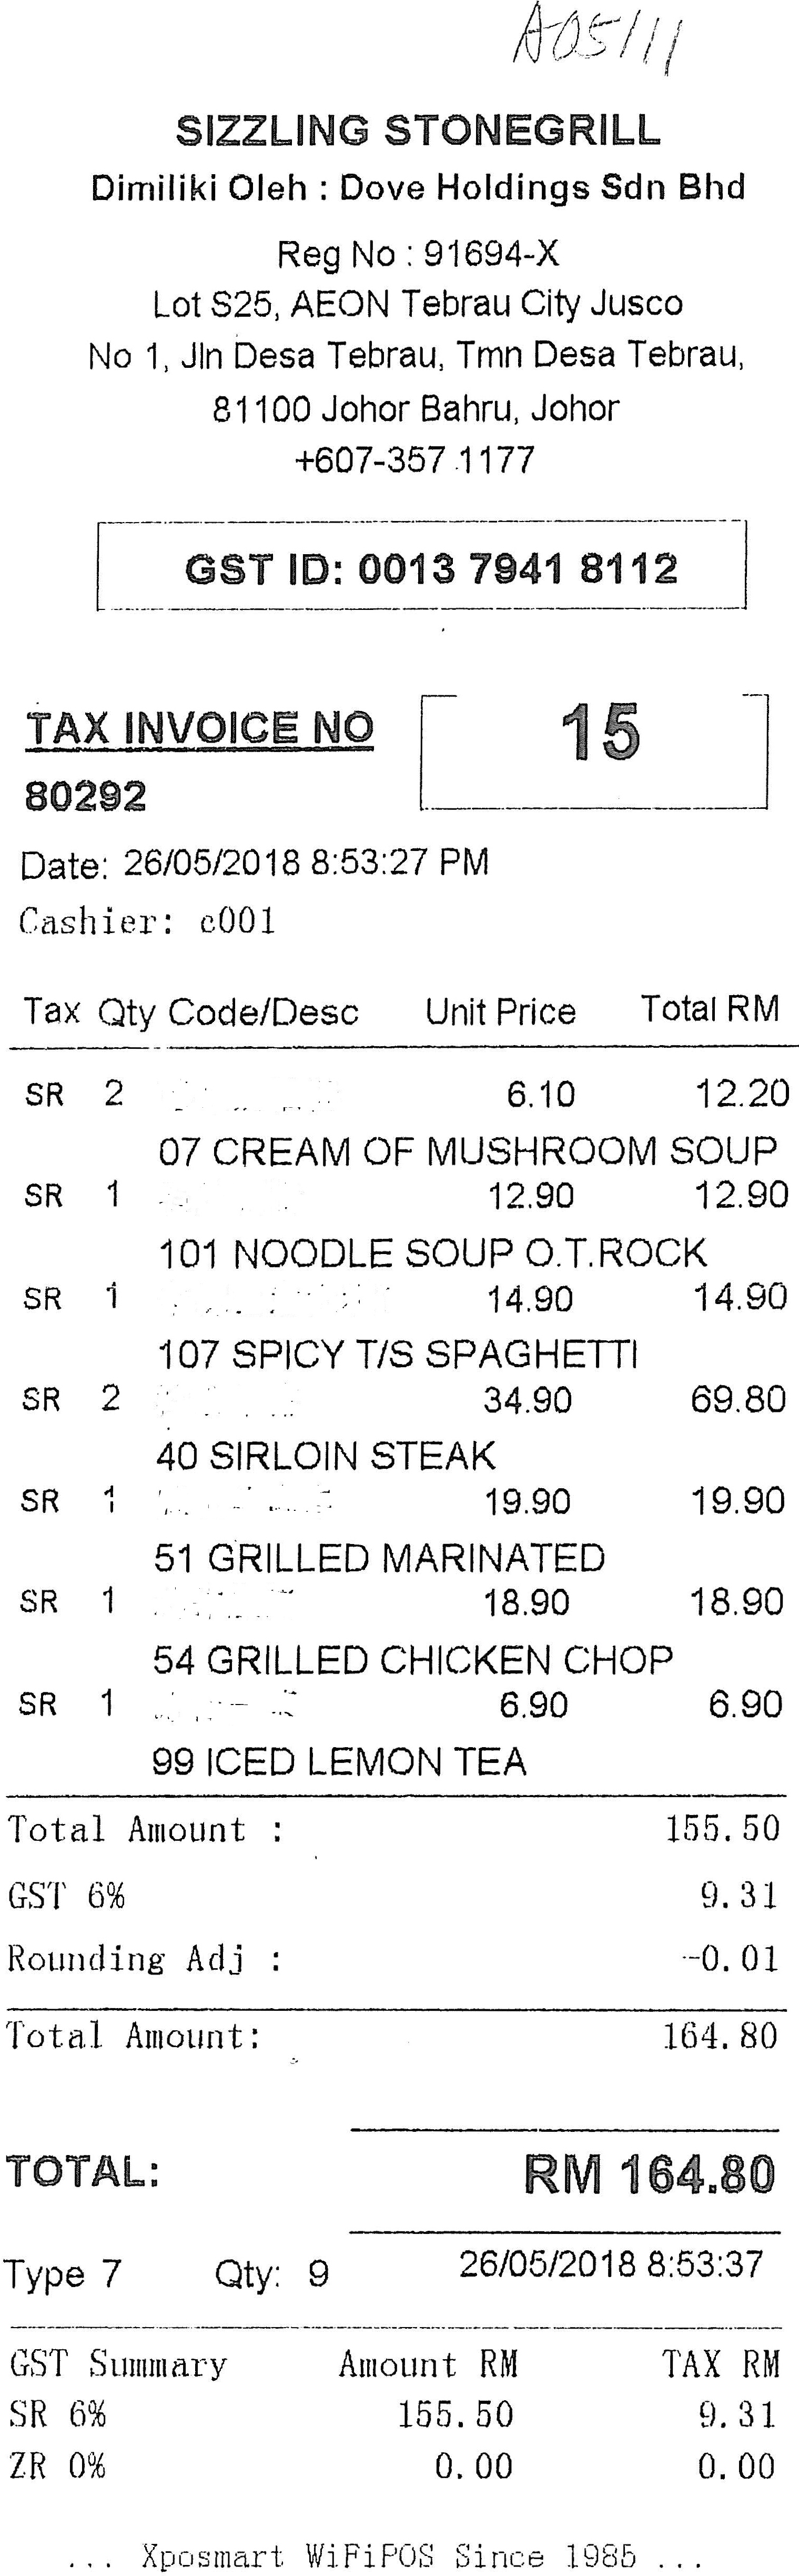 A05/11
SIZZLING STONEGRILL
Dimiliki Oleh : Dove Holdings Sdn Bhd
Reg No : 91694-X
Lot S25, AEON Tebrau City Jusco
No 1, Jln Desa Tebrau, Tmn Desa Tebrau,
81100 Johor Bahru, Johor
+607-357 1177
GST ID: 0013 7941 8112
TAX INVOICE NO 15
80292
Date: 26/05/2018 8:53:27 PM
Cashier: c001
Tax Qty Code/Desc Unit Price Total RM
SR 2 6.10 12.20
07 CREAM OF MUSHROOM SOUP
SR 1 12.90 12.90
101 NOODLE SOUP O.T.ROCK
SR 1 14.90 14.90
107 SPICY T/S SPAGHETTI
SR 2 34.90 69.80
40 SIRLOIN STEAK
SR 1 19.90 19.90
51 GRILLED MARINATED
SR 1 18.90 18.90
54 GRILLED CHICKEN CHOP
SR 1 6.90 6.90
99 ICED LEMON TEA
Total Amount : 155.50
GST 6% 9.31
Rounding Adj : -0.01
Total Amount: 164.80
TOTAL: RM 164.80
Type 7 Qty: 9 26/05/2018 8:53:37
GST Summary Amount RM TAX RM
SR 6% 155.50 9.31
ZR 0% 0.00 0.00
... Xposmart WiFiPOS Since 1985 ...